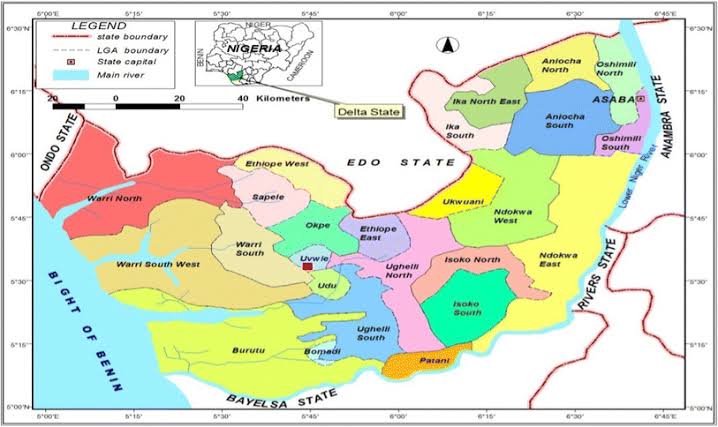 6°00'E
5°15'E
5°30'E
5°45'E
6°00'E
6°15'E
6°30'E
6°45'E
6°30'N
6°30'N
6°15'N
6°15'N
6°00'N
6°00'N
5°45'N
5°45'N
5°30'N
5°30'N
5°15'N
5°15'N
5°00'N
5°00'N
LEGEND
state boundary
LGA boundary
State capital
Main river
NIGER
BENIN
NIGERIA
CAMEROON
20
0
20
40
Kilometers
Delta State
Aniocha
North
Oshimili
North
Ika North East
ASABA
Ika
South
Aniocha
South
Oshimili
South
ANAMBRA STATE
ONDO STATE
EDO STATE
Lower Niger River
Ethiope West
Warri North
Sapele
Ukwuani
Ndokwa
West
Okpe
Ethiope
East
Warri
South
Warri South West
Uvwie
Ughelli
North
Isoko North
Ndokwa
East
Udu
Isoko
South
RIVERS STATE
BIGHT OF BENIN
Ughelli
South
Burutu
Bomadi
Patani
BAYELSA STATE
6°00'E
5°15'E
5°30'E
5°45'E
6°00'E
6°15'E
6°30'E
6°45'E